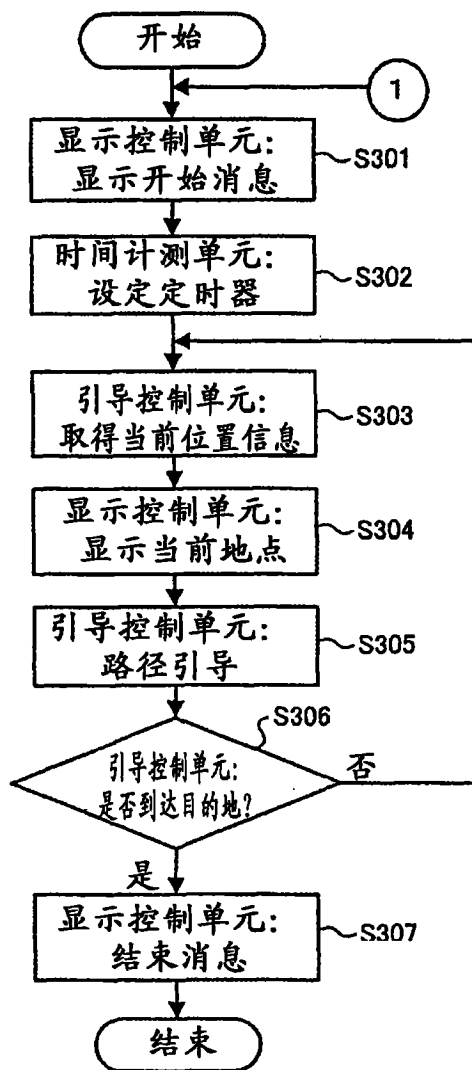 开始
1
显示控制单元:
显示开始消息
S301
时间计测单元:
设定定时器
S302
引导控制单元:
取得当前位置信息
S303
显示控制单元:
显示当前地点
S304
引导控制单元:
路径引导
S305
S306
引导控制单元:
是否到达目的地?
否
是
显示控制单元:
结束消息
S307
结束